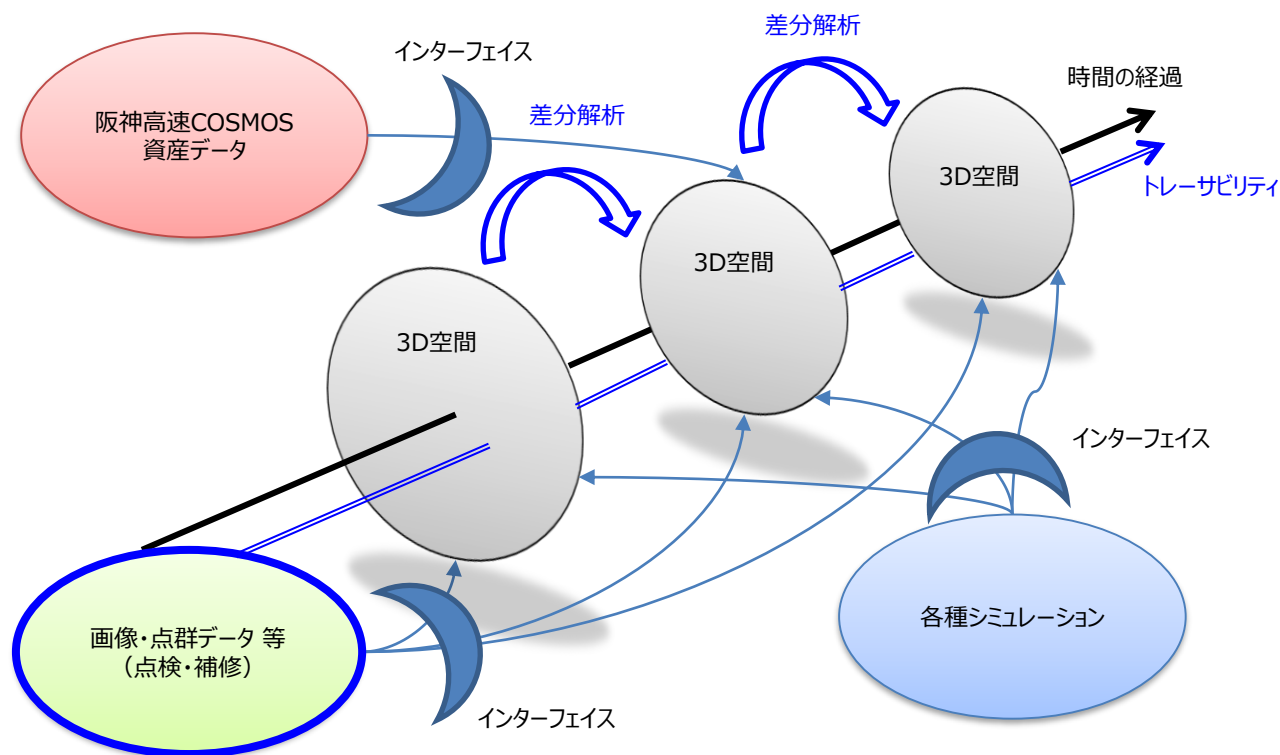 差分解析
インターフェイス
時間の経過
阪神高速COSMOS
資産データ
差分解析
トレーサビリティ
3D空間
3D空間
3D空間
インターフェイス
各種シミュレーション
画像・点群データ 等
（点検・補修）
インターフェイス